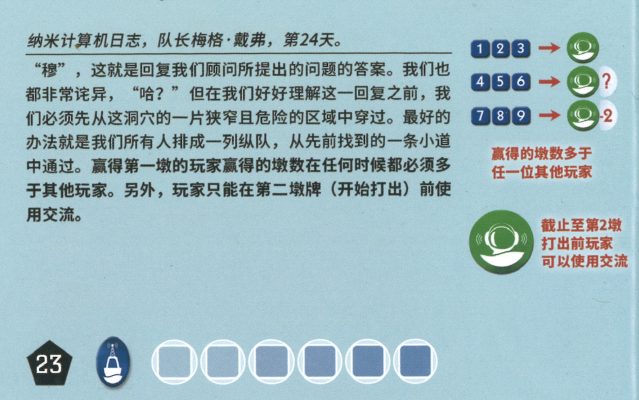 纳米计算机日志，队长梅格·戴弗，第24天。
“穆”，这就是回复我们顾问所提出的问题的答案。我们也
都非常诧异，“哈？”但在我们好好理解这一回复之前，我
们必须先从这洞穴的一片狭窄且危险的区域中穿过。最好的
办法就是我们所有人排成一列纵队，从先前找到的一条小道
中通过。赢得第一墩的玩家赢得的墩数在任何时候都必须多
于其他玩家。另外，玩家只能在第二墩牌（开始打出）前使
用交流。
1 2 3
4 5 6 ?
7 8 9 -2
赢得的墩数多于
任一位其他玩家
截止至第2墩
打出前玩家
可以使用交流
23